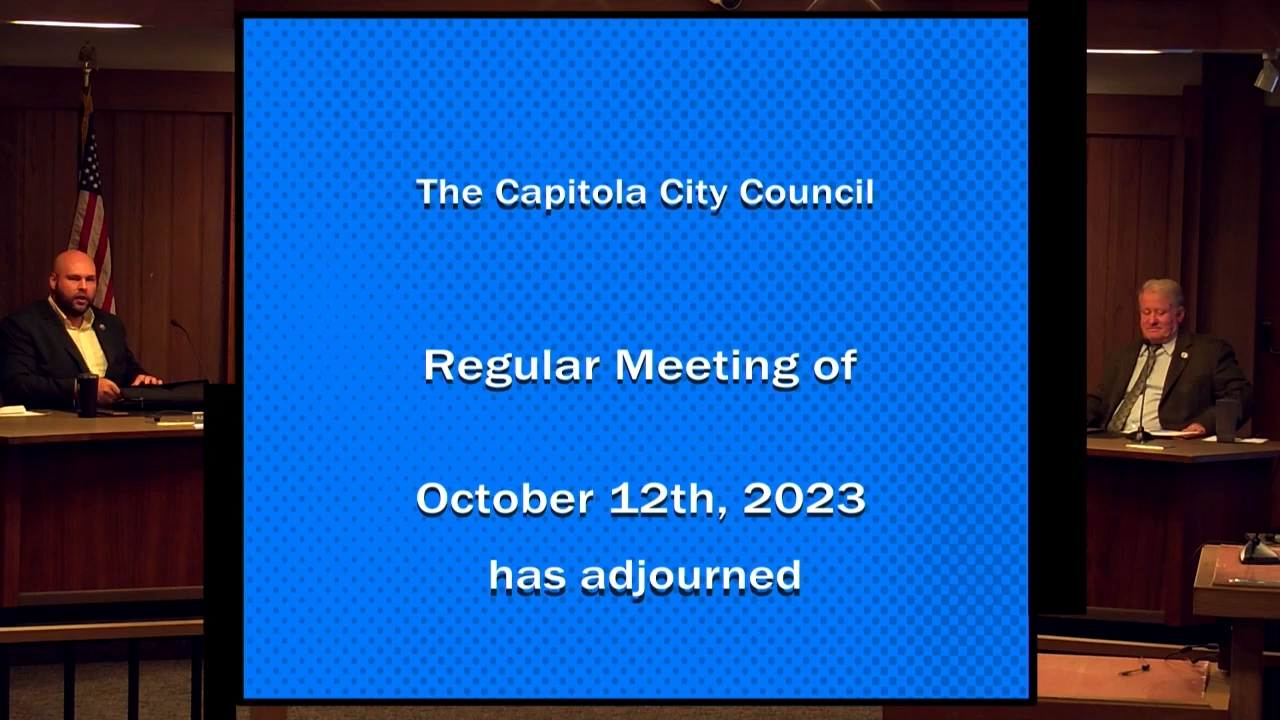 The Capitola City Council
Regular Meeting of
October 12th, 2023
has adjourned